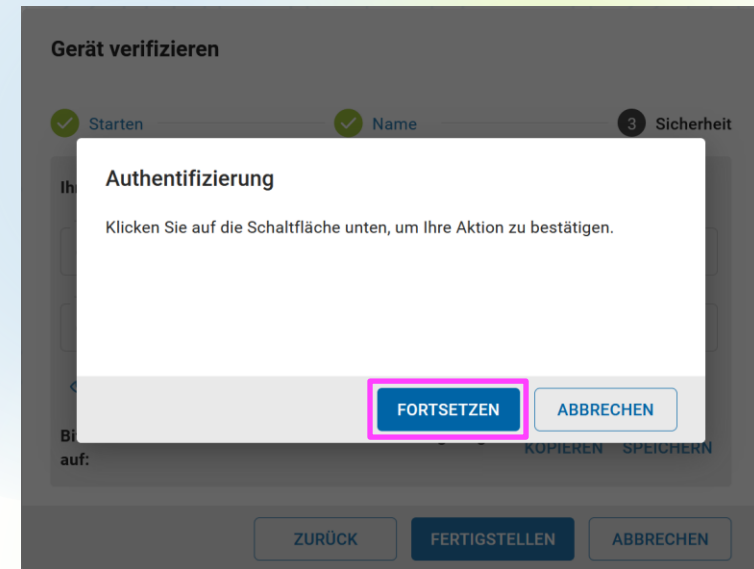 Gerät verifizieren
Starten
Name
3 Sicherheit
Authentifizierung
Klicken Sie auf die Schaltfläche unten, um Ihre Aktion zu bestätigen.
FORTSETZEN
ABBRECHEN
auf:
KOPIEREN
SPEICHERN
ZURÜCK
FERTIGSTELLEN
ABBRECHEN